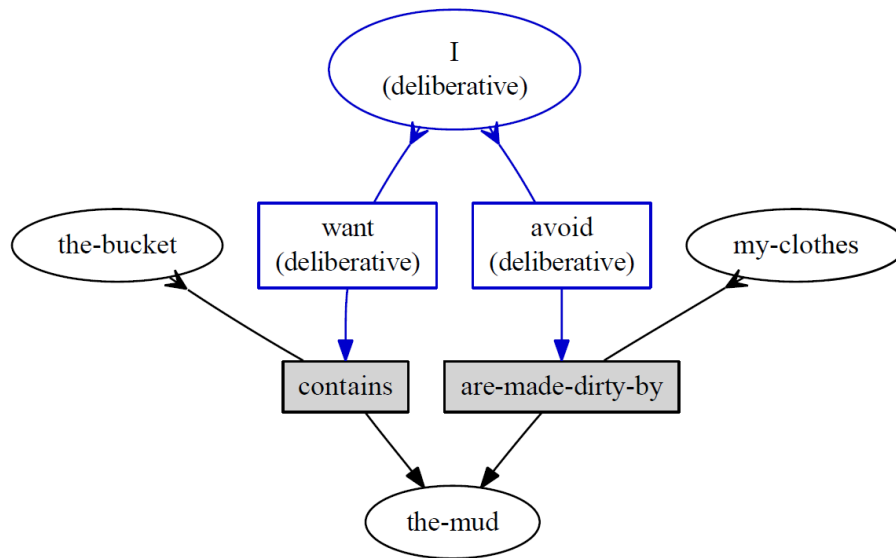 I
(deliberative)
want
(deliberative)
avoid
(deliberative)
the-bucket
my-clothes
contains
are-made-dirty-by
the-mud